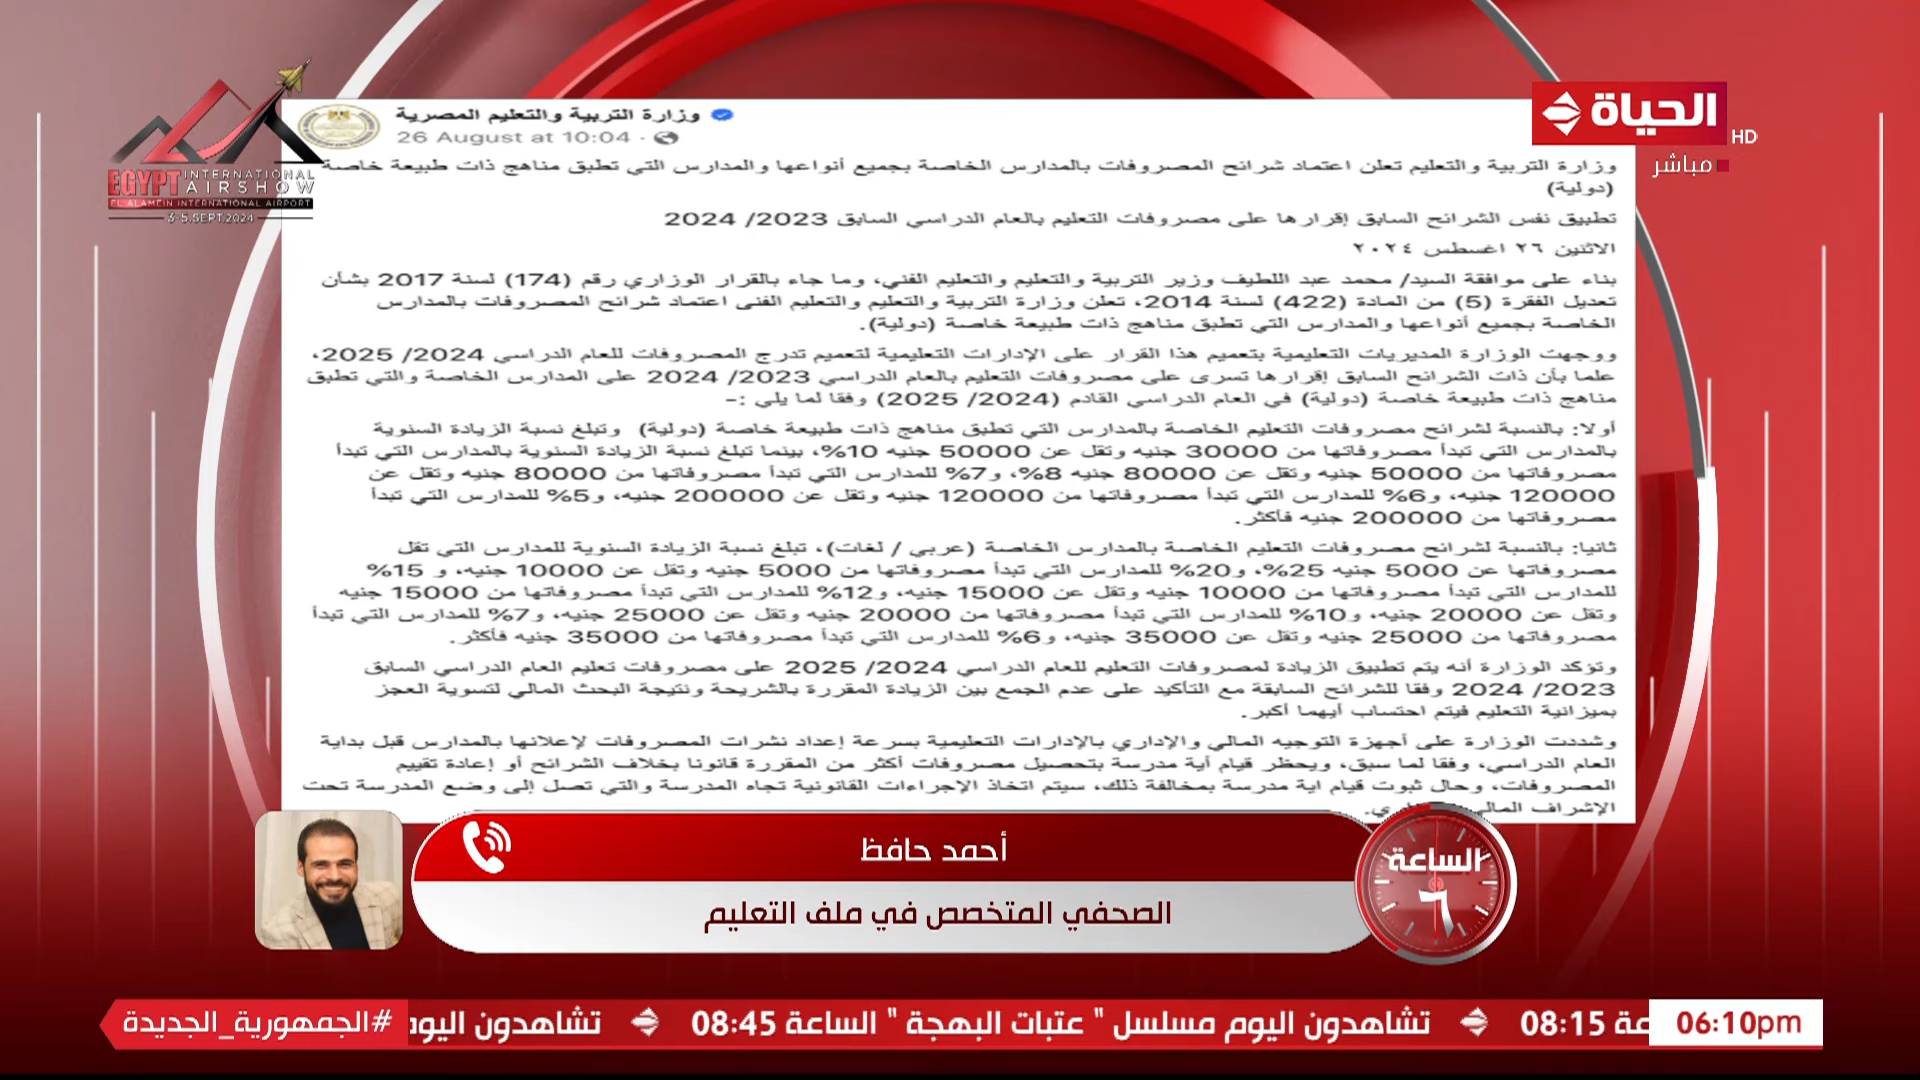 الحياة
HD
مباشر
EGYPT INTERNATIONAL AIRSHOW
EL ALAMEIN INTERNATIONAL AIRPORT
3-5.SEPT.2024
وزارة التربية والتعليم المصرية
26 August at 10:04 ·
وزارة التربية والتعليم تعلن اعتماد شرائح المصروفات بالمدارس الخاصة بجميع أنواعها والمدارس التي تطبق مناهج ذات طبيعة خاصة
(دولية)
تطبيق نفس الشرائح السابق إقرارها على مصروفات التعليم بالعام الدراسي السابق 2023/ 2024
الاثنين ٢٦ اغسطس ٢٠٢٤
بناء على موافقة السيد/ محمد عبد اللطيف وزير التربية والتعليم والتعليم الفني، وما جاء بالقرار الوزاري رقم (174) لسنة 2017 بشأن
تعديل الفقرة (5) من المادة (422) لسنة 2014، تعلن وزارة التربية والتعليم والتعليم الفنى اعتماد شرائح المصروفات بالمدارس
الخاصة بجميع أنواعها والمدارس التي تطبق مناهج ذات طبيعة خاصة (دولية).
ووجهت الوزارة المديريات التعليمية بتعميم هذا القرار على الإدارات التعليمية لتعميم تدرج المصروفات للعام الدراسي 2024/ 2025،
علما بأن ذات الشرائح السابق إقرارها تسرى على مصروفات التعليم بالعام الدراسي 2023/ 2024 على المدارس الخاصة والتي تطبق
مناهج ذات طبيعة خاصة (دولية) في العام الدراسي القادم (2024/ 2025) وفقا لما يلي :-
أولا: بالنسبة لشرائح مصروفات التعليم الخاصة بالمدارس التي تطبق مناهج ذات طبيعة خاصة (دولية) وتبلغ نسبة الزيادة السنوية
بالمدارس التي تبدأ مصروفاتها من 30000 جنيه وتقل عن 50000 جنيه 10%، بينما تبلغ نسبة الزيادة السنوية بالمدارس التي تبدأ
مصروفاتها من 50000 جنيه وتقل عن 80000 جنيه 8%، و7% للمدارس التي تبدأ مصروفاتها من 80000 جنيه وتقل عن
120000 جنيه، و6% للمدارس التي تبدأ مصروفاتها من 120000 جنيه وتقل عن 200000 جنيه، و5% للمدارس التي تبدأ
مصروفاتها من 200000 جنيه فأكثر.
ثانيا: بالنسبة لشرائح مصروفات التعليم الخاصة بالمدارس الخاصة (عربي / لغات)، تبلغ نسبة الزيادة السنوية للمدارس التي تقل
مصروفاتها عن 5000 جنيه 25%، و20% للمدارس التي تبدأ مصروفاتها من 5000 جنيه وتقل عن 10000 جنيه، و 15%
للمدارس التي تبدأ مصروفاتها من 10000 جنيه وتقل عن 15000 جنيه، و12% للمدارس التي تبدأ مصروفاتها من 15000 جنيه
وتقل عن 20000 جنيه، و10% للمدارس التي تبدأ مصروفاتها من 20000 جنيه وتقل عن 25000 جنيه، و7% للمدارس التي تبدأ
مصروفاتها من 25000 جنيه وتقل عن 35000 جنيه، و6% للمدارس التي تبدأ مصروفاتها من 35000 جنيه فأكثر.
وتؤكد الوزارة أنه يتم تطبيق الزيادة لمصروفات التعليم للعام الدراسي 2024/ 2025 على مصروفات تعليم العام الدراسي السابق
2023/ 2024 وفقا للشرائح السابقة مع التأكيد على عدم الجمع بين الزيادة المقررة بالشريحة ونتيجة البحث المالي لتسوية العجز
بميزانية التعليم فيتم احتساب أيهما أكبر.
وشددت الوزارة على أجهزة التوجيه المالي والإداري بالإدارات التعليمية بسرعة إعداد نشرات المصروفات لإعلانها بالمدارس قبل بداية
العام الدراسي، وفقا لما سبق، ويحظر قيام أية مدرسة بتحصيل مصروفات أكثر من المقررة قانونا بخلاف الشرائح أو إعادة تقييم
المصروفات، وحال ثبوت قيام اية مدرسة بمخالفة ذلك، سيتم اتخاذ الإجراءات القانونية تجاه المدرسة والتي تصل إلى وضع المدرسة تحت
الإشراف المالي
أحمد حافظ
الصحفي المتخصص في ملف التعليم
الساعة
٦
06:10pm
08:15 تشاهدون اليوم مسلسل " عتبات البهجة " الساعة 08:45 تشاهدون اليوم
#الجمهورية_الجديدة